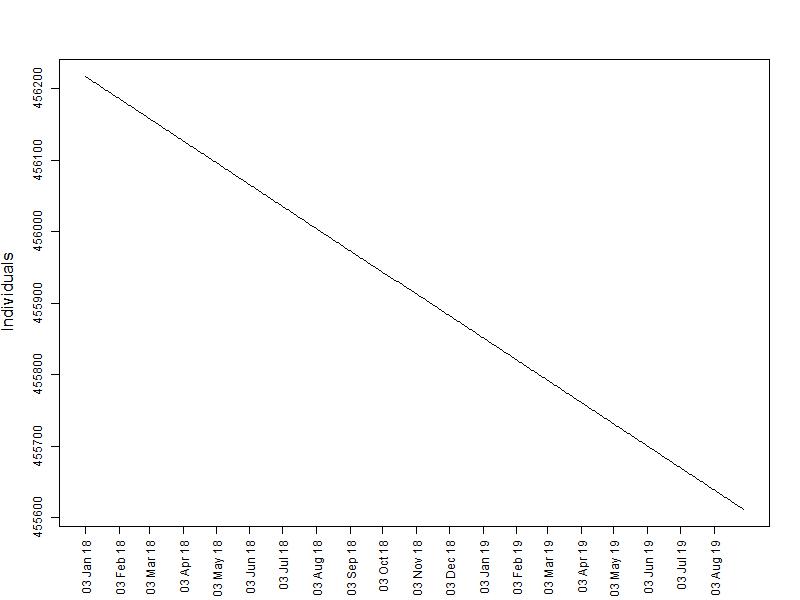 Individuals
456200
456100
456000
455900
455800
455700
455600
03 Jan 18
03 Feb 18
03 Mar 18
03 Apr 18
03 May 18
03 Jun 18
03 Jul 18
03 Aug 18
03 Sep 18
03 Oct 18
03 Nov 18
03 Dec 18
03 Jan 19
03 Feb 19
03 Mar 19
03 Apr 19
03 May 19
03 Jun 19
03 Jul 19
03 Aug 19